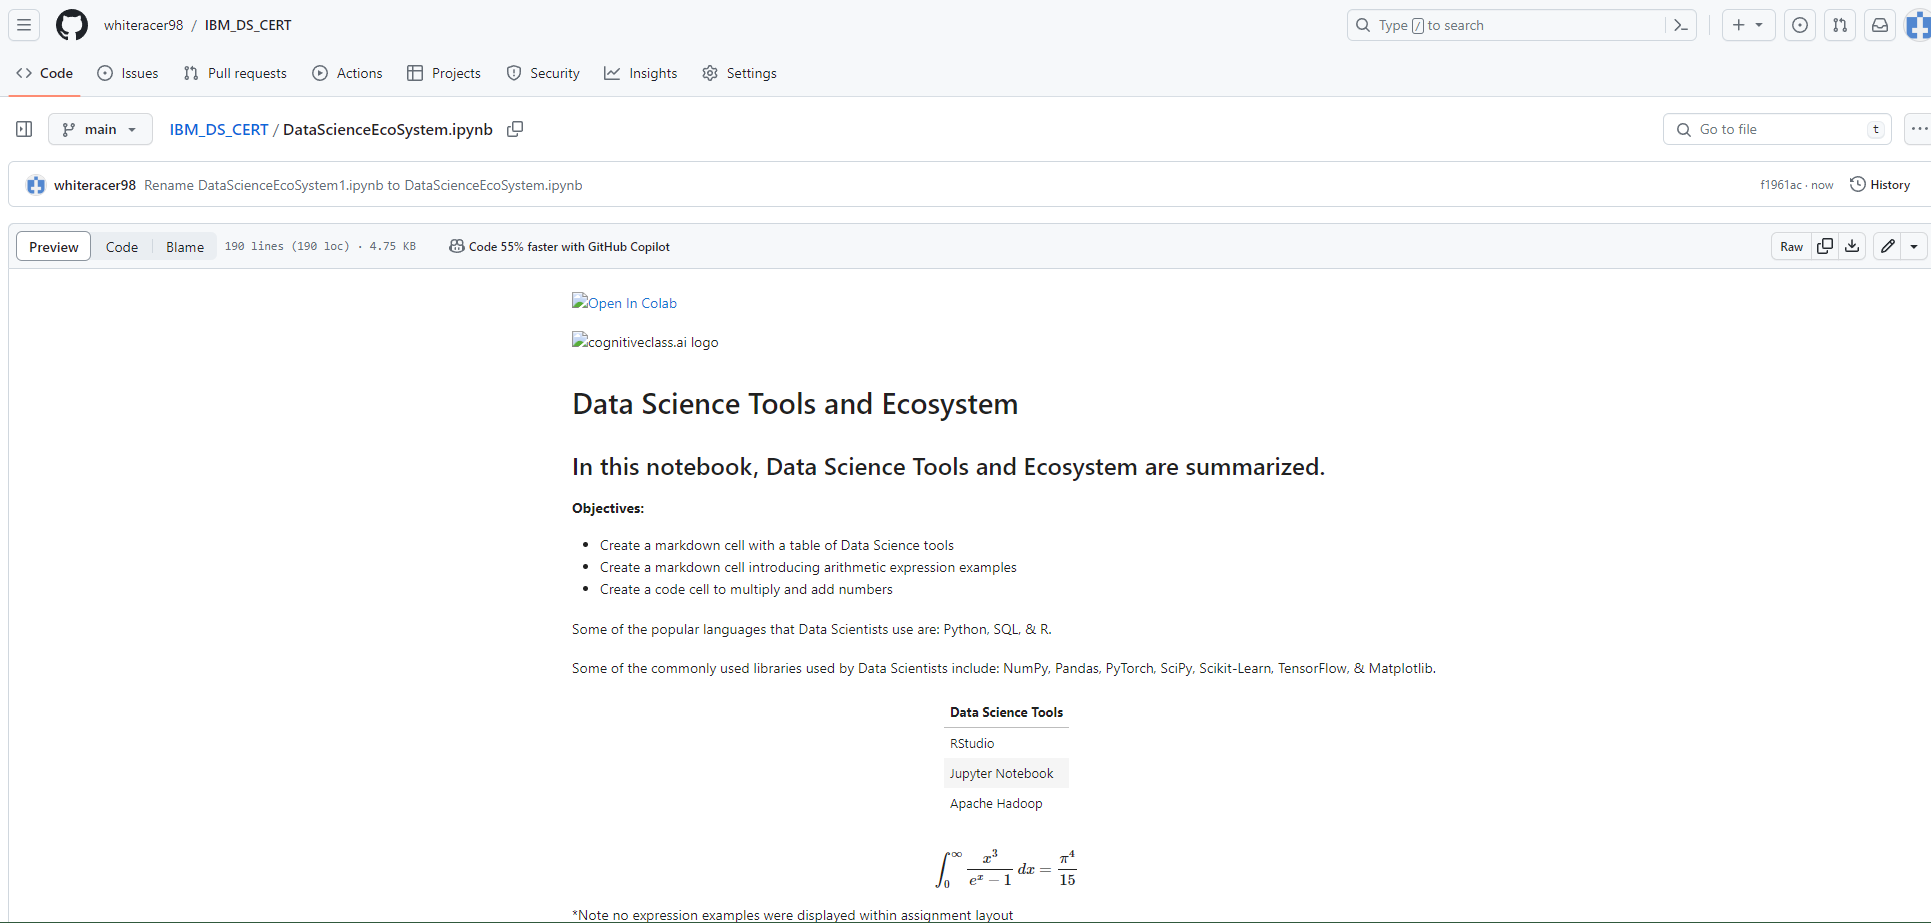 whiteracer98 / IBM_DS_CERT
Type / to search
Code Issues Pull requests Actions Projects Security Insights Settings
main IBM_DS_CERT / DataScienceEcoSystem.ipynb
Go to file t
whiteracer98 Rename DataScienceEcoSystem1.ipynb to DataScienceEcoSystem.ipynb
f1961ac · now History
Preview Code Blame 190 lines (190 loc) · 4.75 KB Code 55% faster with GitHub Copilot
Raw
Open In Colab
cognitiveclass.ai logo
Data Science Tools and Ecosystem
In this notebook, Data Science Tools and Ecosystem are summarized.
Objectives:
• Create a markdown cell with a table of Data Science tools
• Create a markdown cell introducing arithmetic expression examples
• Create a code cell to multiply and add numbers
Some of the popular languages that Data Scientists use are: Python, SQL, & R.
Some of the commonly used libraries used by Data Scientists include: NumPy, Pandas, PyTorch, SciPy, Scikit-Learn, TensorFlow, & Matplotlib.
Data Science Tools
RStudio
Jupyter Notebook
Apache Hadoop
∫₀^∞ x³/(eˣ − 1) dx = π⁴/15
*Note no expression examples were displayed within assignment layout